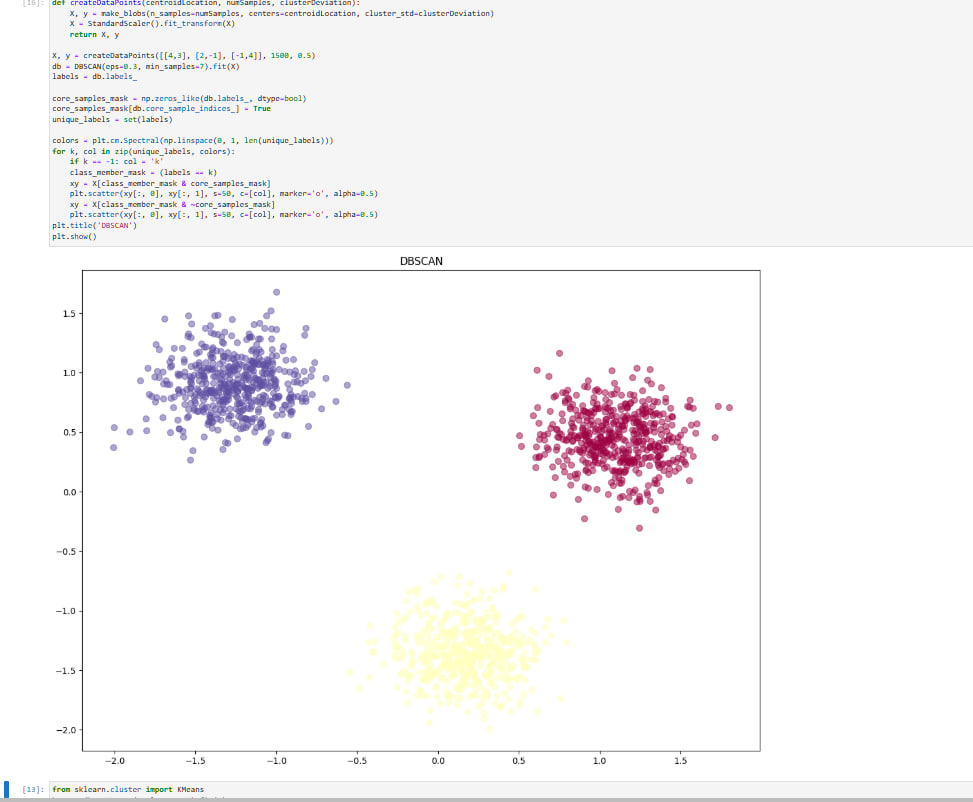 [16]: def createDataPoints(centroidLocation, numSamples, clusterDeviation):
    X, y = make_blobs(n_samples=numSamples, centers=centroidLocation, cluster_std=clusterDeviation)
    X = StandardScaler().fit_transform(X)
    return X, y
X, y = createDataPoints([[4,3], [2,-1], [-1,4]], 1500, 0.5)
db = DBSCAN(eps=0.3, min_samples=7).fit(X)
labels = db.labels_
core_samples_mask = np.zeros_like(db.labels_, dtype=bool)
core_samples_mask[db.core_sample_indices_] = True
unique_labels = set(labels)
colors = plt.cm.Spectral(np.linspace(0, 1, len(unique_labels)))
for k, col in zip(unique_labels, colors):
    if k == -1: col = 'k'
    class_member_mask = (labels == k)
    xy = X[class_member_mask & core_samples_mask]
    plt.scatter(xy[:, 0], xy[:, 1], s=50, c=[col], marker='o', alpha=0.5)
    xy = X[class_member_mask & ~core_samples_mask]
    plt.scatter(xy[:, 0], xy[:, 1], s=50, c=[col], marker='o', alpha=0.5)
plt.title('DBSCAN')
plt.show()
DBSCAN
1.5
1.0
0.5
0.0
−0.5
−1.0
−1.5
−2.0
−2.0 −1.5 −1.0 −0.5 0.0 0.5 1.0 1.5
[13]: from sklearn.cluster import KMeans